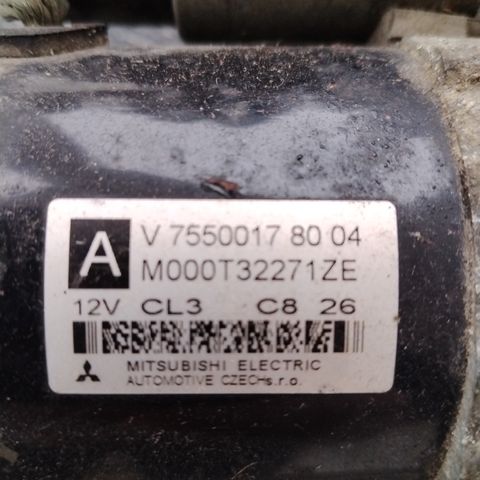 A
V 7550017 80 04
M000T32271ZE
12V CL3 C8 26
MITSUBISHI ELECTRIC
AUTOMOTIVE CZECH s.r.o.